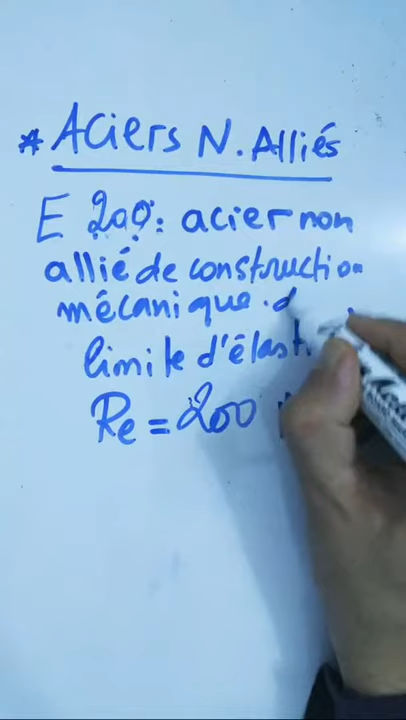 * Aciers N. Alliés
E 200: acier non
allié de construction
mécanique. d
limite d'élast
Re = 200